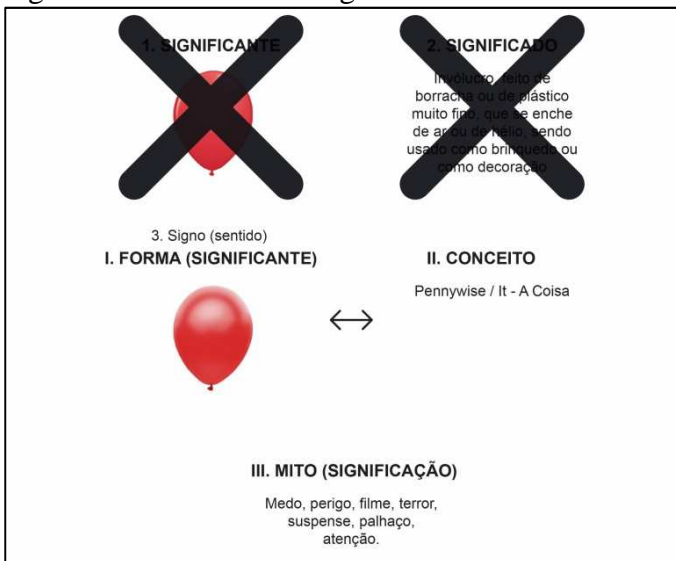 1. SIGNIFICANTE
2. SIGNIFICADO
Invólucro, feito de
borracha ou de plástico
muito fino, que se enche
de ar ou de hélio, sendo
usado como brinquedo ou
como decoração
3. Signo (sentido)
I. FORMA (SIGNIFICANTE)
II. CONCEITO
Pennywise / It - A Coisa
III. MITO (SIGNIFICAÇÃO)
Medo, perigo, filme, terror,
suspense, palhaço,
atenção.